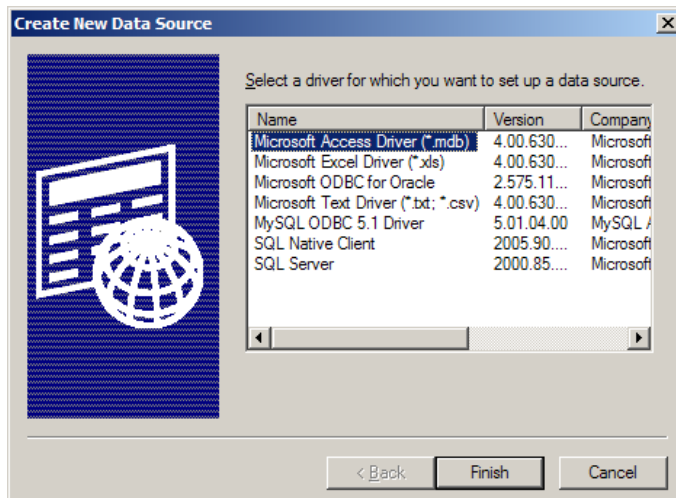 Create New Data Source
Select a driver for which you want to set up a data source.
Name Version Company
Microsoft Access Driver (*.mdb) 4.00.630... Microsoft
Microsoft Excel Driver (*.xls) 4.00.630... Microsoft
Microsoft ODBC for Oracle 2.575.11... Microsoft
Microsoft Text Driver (*.txt; *.csv) 4.00.630... Microsoft
MySQL ODBC 5.1 Driver 5.01.04.00 MySQL A
SQL Native Client 2005.90.... Microsoft
SQL Server 2000.85.... Microsoft
< Back Finish Cancel